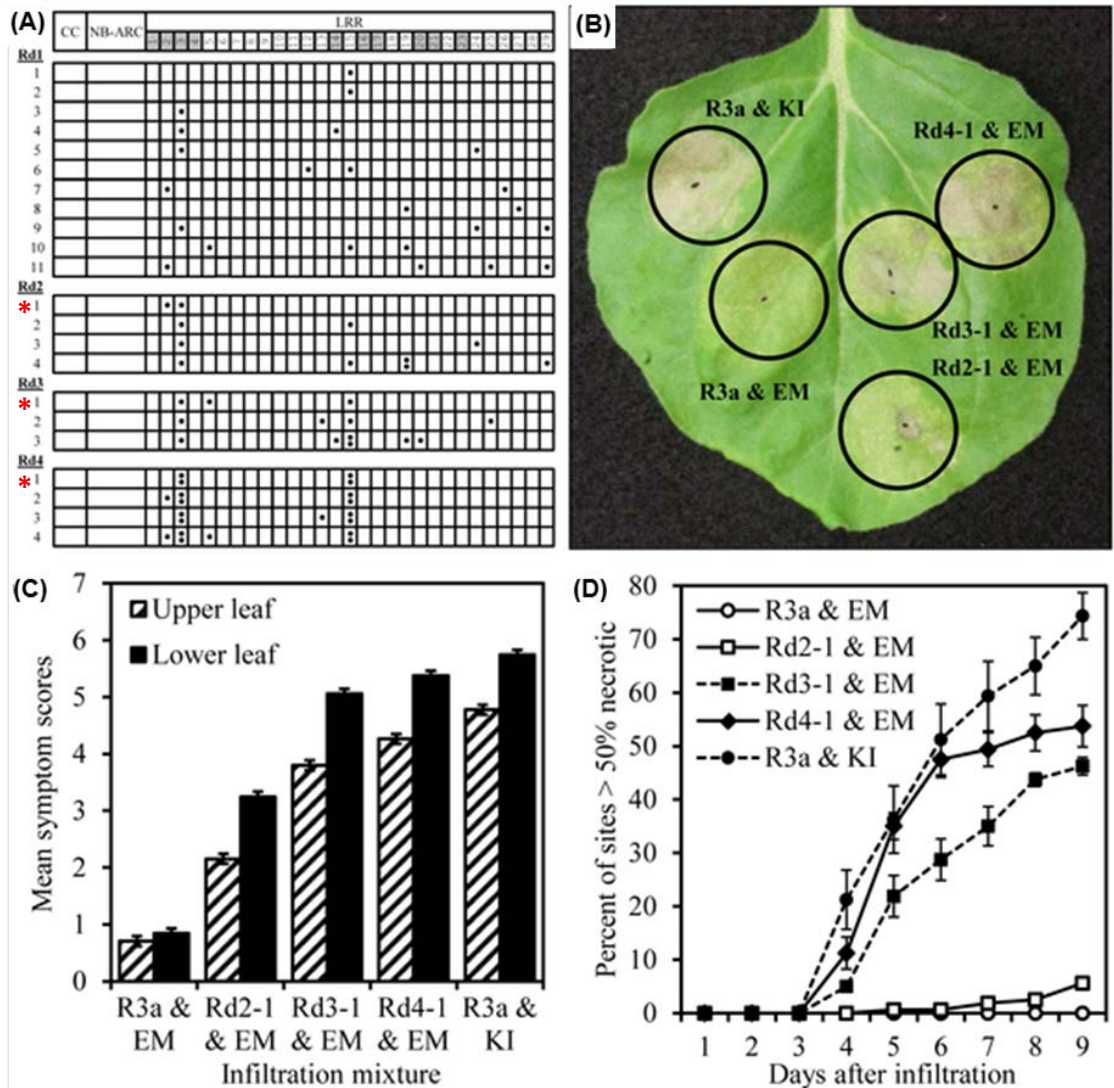 (A)
CC NB-ARC LRR
Rd1
1
2
3
4
5
6
7
8
9
10
11
Rd2
* 1
2
3
4
Rd3
* 1
2
3
Rd4
* 1
2
3
4
(B)
R3a & KI
Rd4-1 & EM
R3a & EM
Rd3-1 & EM
Rd2-1 & EM
(C)
Mean symptom scores
7
6
5
4
3
2
1
0
Upper leaf
Lower leaf
R3a & EM
Rd2-1 & EM
Rd3-1 & EM
Rd4-1 & EM
R3a & KI
Infiltration mixture
(D)
Percent of sites > 50% necrotic
80
70
60
50
40
30
20
10
0
R3a & EM
Rd2-1 & EM
Rd3-1 & EM
Rd4-1 & EM
R3a & KI
1 2 3 4 5 6 7 8 9
Days after infiltration